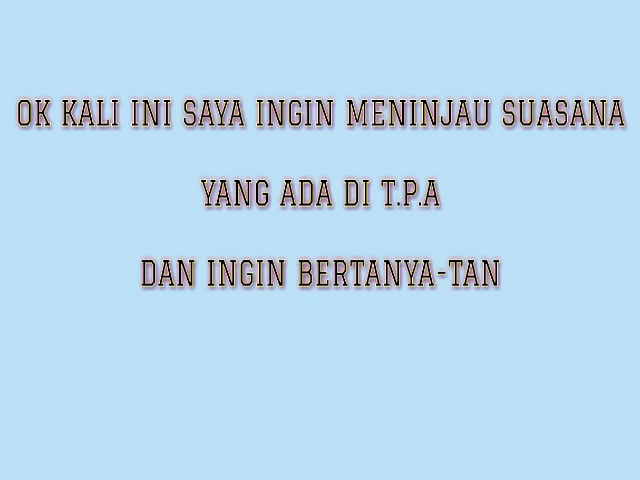 OK KALI INI SAYA INGIN MENINJAU SUASANA
YANG ADA DI T.P.A
DAN INGIN BERTANYA-TAN